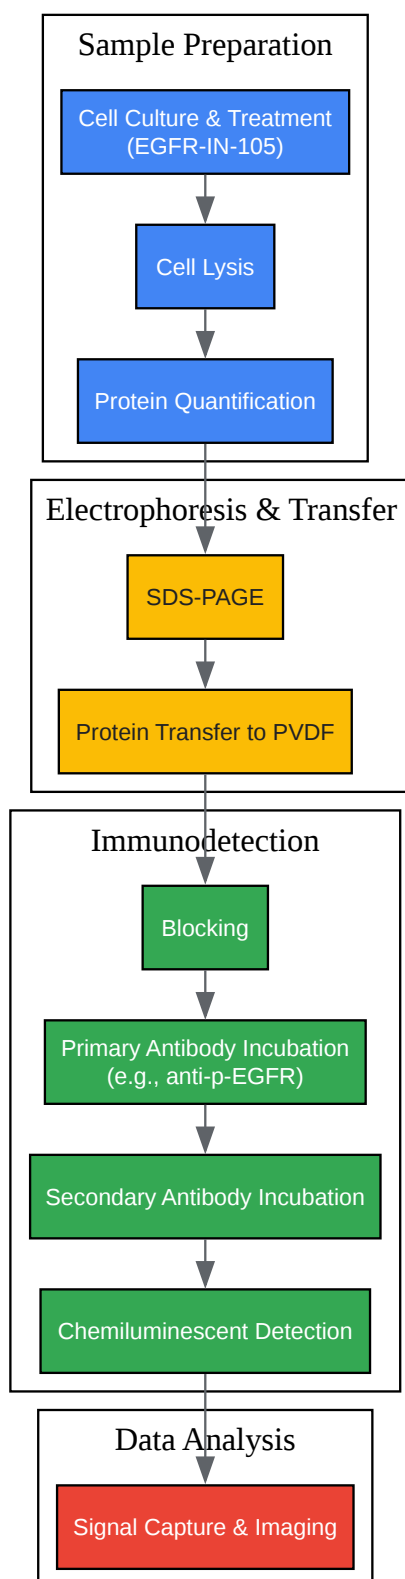 Sample Preparation
Cell Culture & Treatment
(EGFR-IN-105)
Cell Lysis
Protein Quantification
Electrophoresis & Transfer
SDS-PAGE
Protein Transfer to PVDF
Immunodetection
Blocking
Primary Antibody Incubation
(e.g., anti-p-EGFR)
Secondary Antibody Incubation
Chemiluminescent Detection
Data Analysis
Signal Capture & Imaging